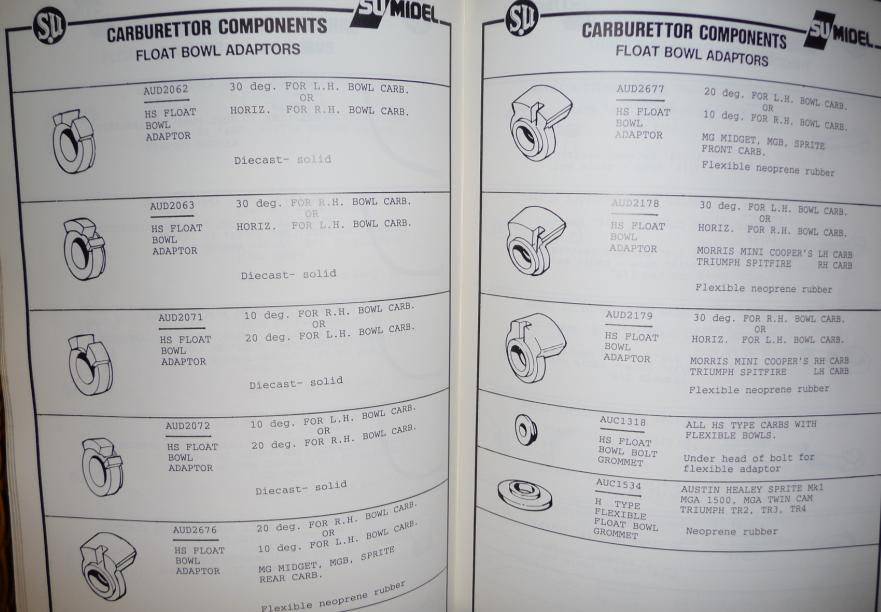 SU
CARBURETTOR COMPONENTS
SU MIDEL
FLOAT BOWL ADAPTORS
AUD2062
30 deg. FOR L.H. BOWL CARB.
OR
HS FLOAT
HORIZ. FOR R.H. BOWL CARB.
BOWL
ADAPTOR
Diecast- solid
AUD2063
30 deg. FOR R.H. BOWL CARB.
OR
HS FLOAT
HORIZ. FOR L.H. BOWL CARB.
BOWL
ADAPTOR
Diecast- solid
AUD2071
10 deg. FOR R.H. BOWL CARB.
OR
HS FLOAT
20 deg. FOR L.H. BOWL CARB.
BOWL
ADAPTOR
Diecast- solid
AUD2072
10 deg. FOR L.H. BOWL CARB.
OR
HS FLOAT
20 deg. FOR R.H. BOWL CARB.
BOWL
ADAPTOR
Diecast- solid
AUD2676
20 deg. FOR R.H. BOWL CARB.
OR
HS FLOAT
10 deg. FOR L.H. BOWL CARB.
BOWL
ADAPTOR
MG MIDGET, MGB, SPRITE
REAR CARB.
Flexible neoprene rubber
SU
CARBURETTOR COMPONENTS
SU MIDEL
FLOAT BOWL ADAPTORS
AUD2677
20 deg. FOR L.H. BOWL CARB.
OR
HS FLOAT
10 deg. FOR R.H. BOWL CARB.
BOWL
ADAPTOR
MG MIDGET, MGB, SPRITE
FRONT CARB.
Flexible neoprene rubber
AUD2178
30 deg. FOR L.H. BOWL CARB.
OR
HS FLOAT
HORIZ. FOR R.H. BOWL CARB.
BOWL
ADAPTOR
MORRIS MINI COOPER'S LH CARB
TRIUMPH SPITFIRE RH CARB
Flexible neoprene rubber
AUD2179
30 deg. FOR R.H. BOWL CARB.
OR
HS FLOAT
HORIZ. FOR L.H. BOWL CARB.
BOWL
ADAPTOR
MORRIS MINI COOPER'S RH CARB
TRIUMPH SPITFIRE LH CARB
Flexible neoprene rubber
AUC1318
ALL HS TYPE CARBS WITH
FLEXIBLE BOWLS.
HS FLOAT
BOWL BOLT
GROMMET
Under head of bolt for
flexible adaptor
AUC1534
AUSTIN HEALEY SPRITE Mk1
MGA 1500, MGA TWIN CAM
H TYPE
TRIUMPH TR2, TR3, TR4
FLEXIBLE
FLOAT BOWL
GROMMET
Neoprene rubber